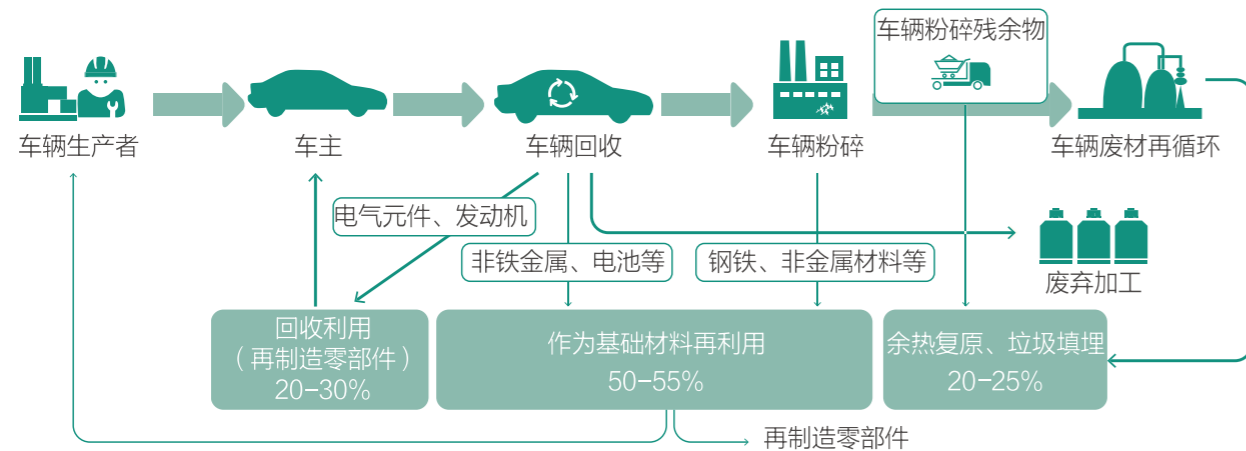 车辆粉碎残余物
车辆生产者
车主
车辆回收
车辆粉碎
车辆废材再循环
电气元件、发动机
非铁金属、电池等
钢铁、非金属材料等
废弃加工
回收利用
（再制造零部件）
20-30%
作为基础材料再利用
50-55%
余热复原、垃圾填埋
20-25%
再制造零部件